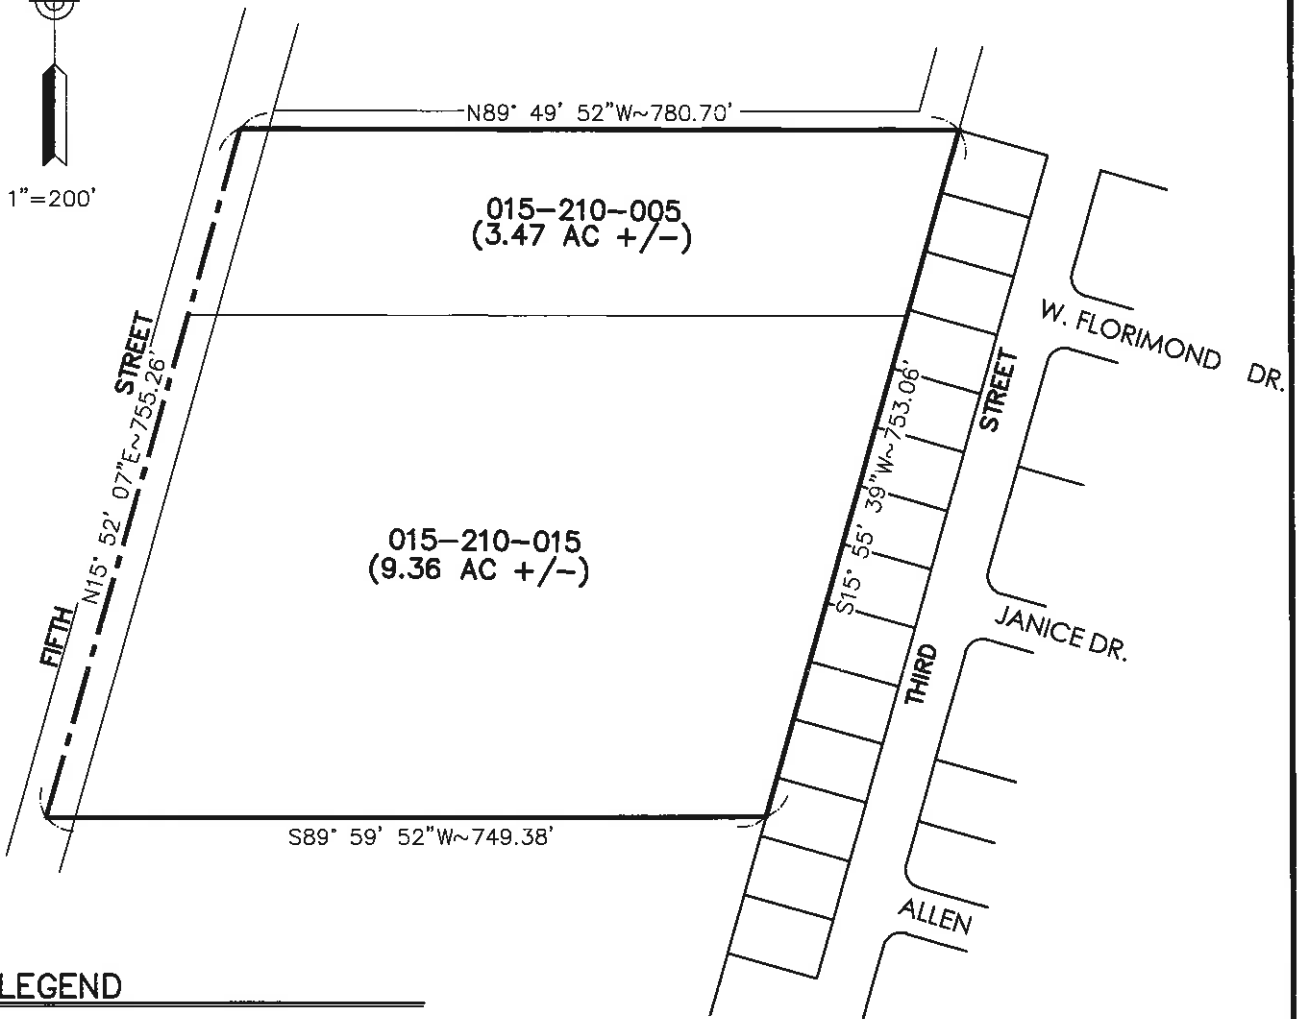 N89° 49' 52"W~780.70'
1"=200'
015-210-005
(3.47 AC +/-)
W. FLORIMOND DR.
FIFTH STREET
N15° 52' 07"E~755.26'
S15° 55' 39"W~753.06'
THIRD STREET
015-210-015
(9.36 AC +/-)
JANICE DR.
S89° 59' 52"W~749.38'
ALLEN
LEGEND